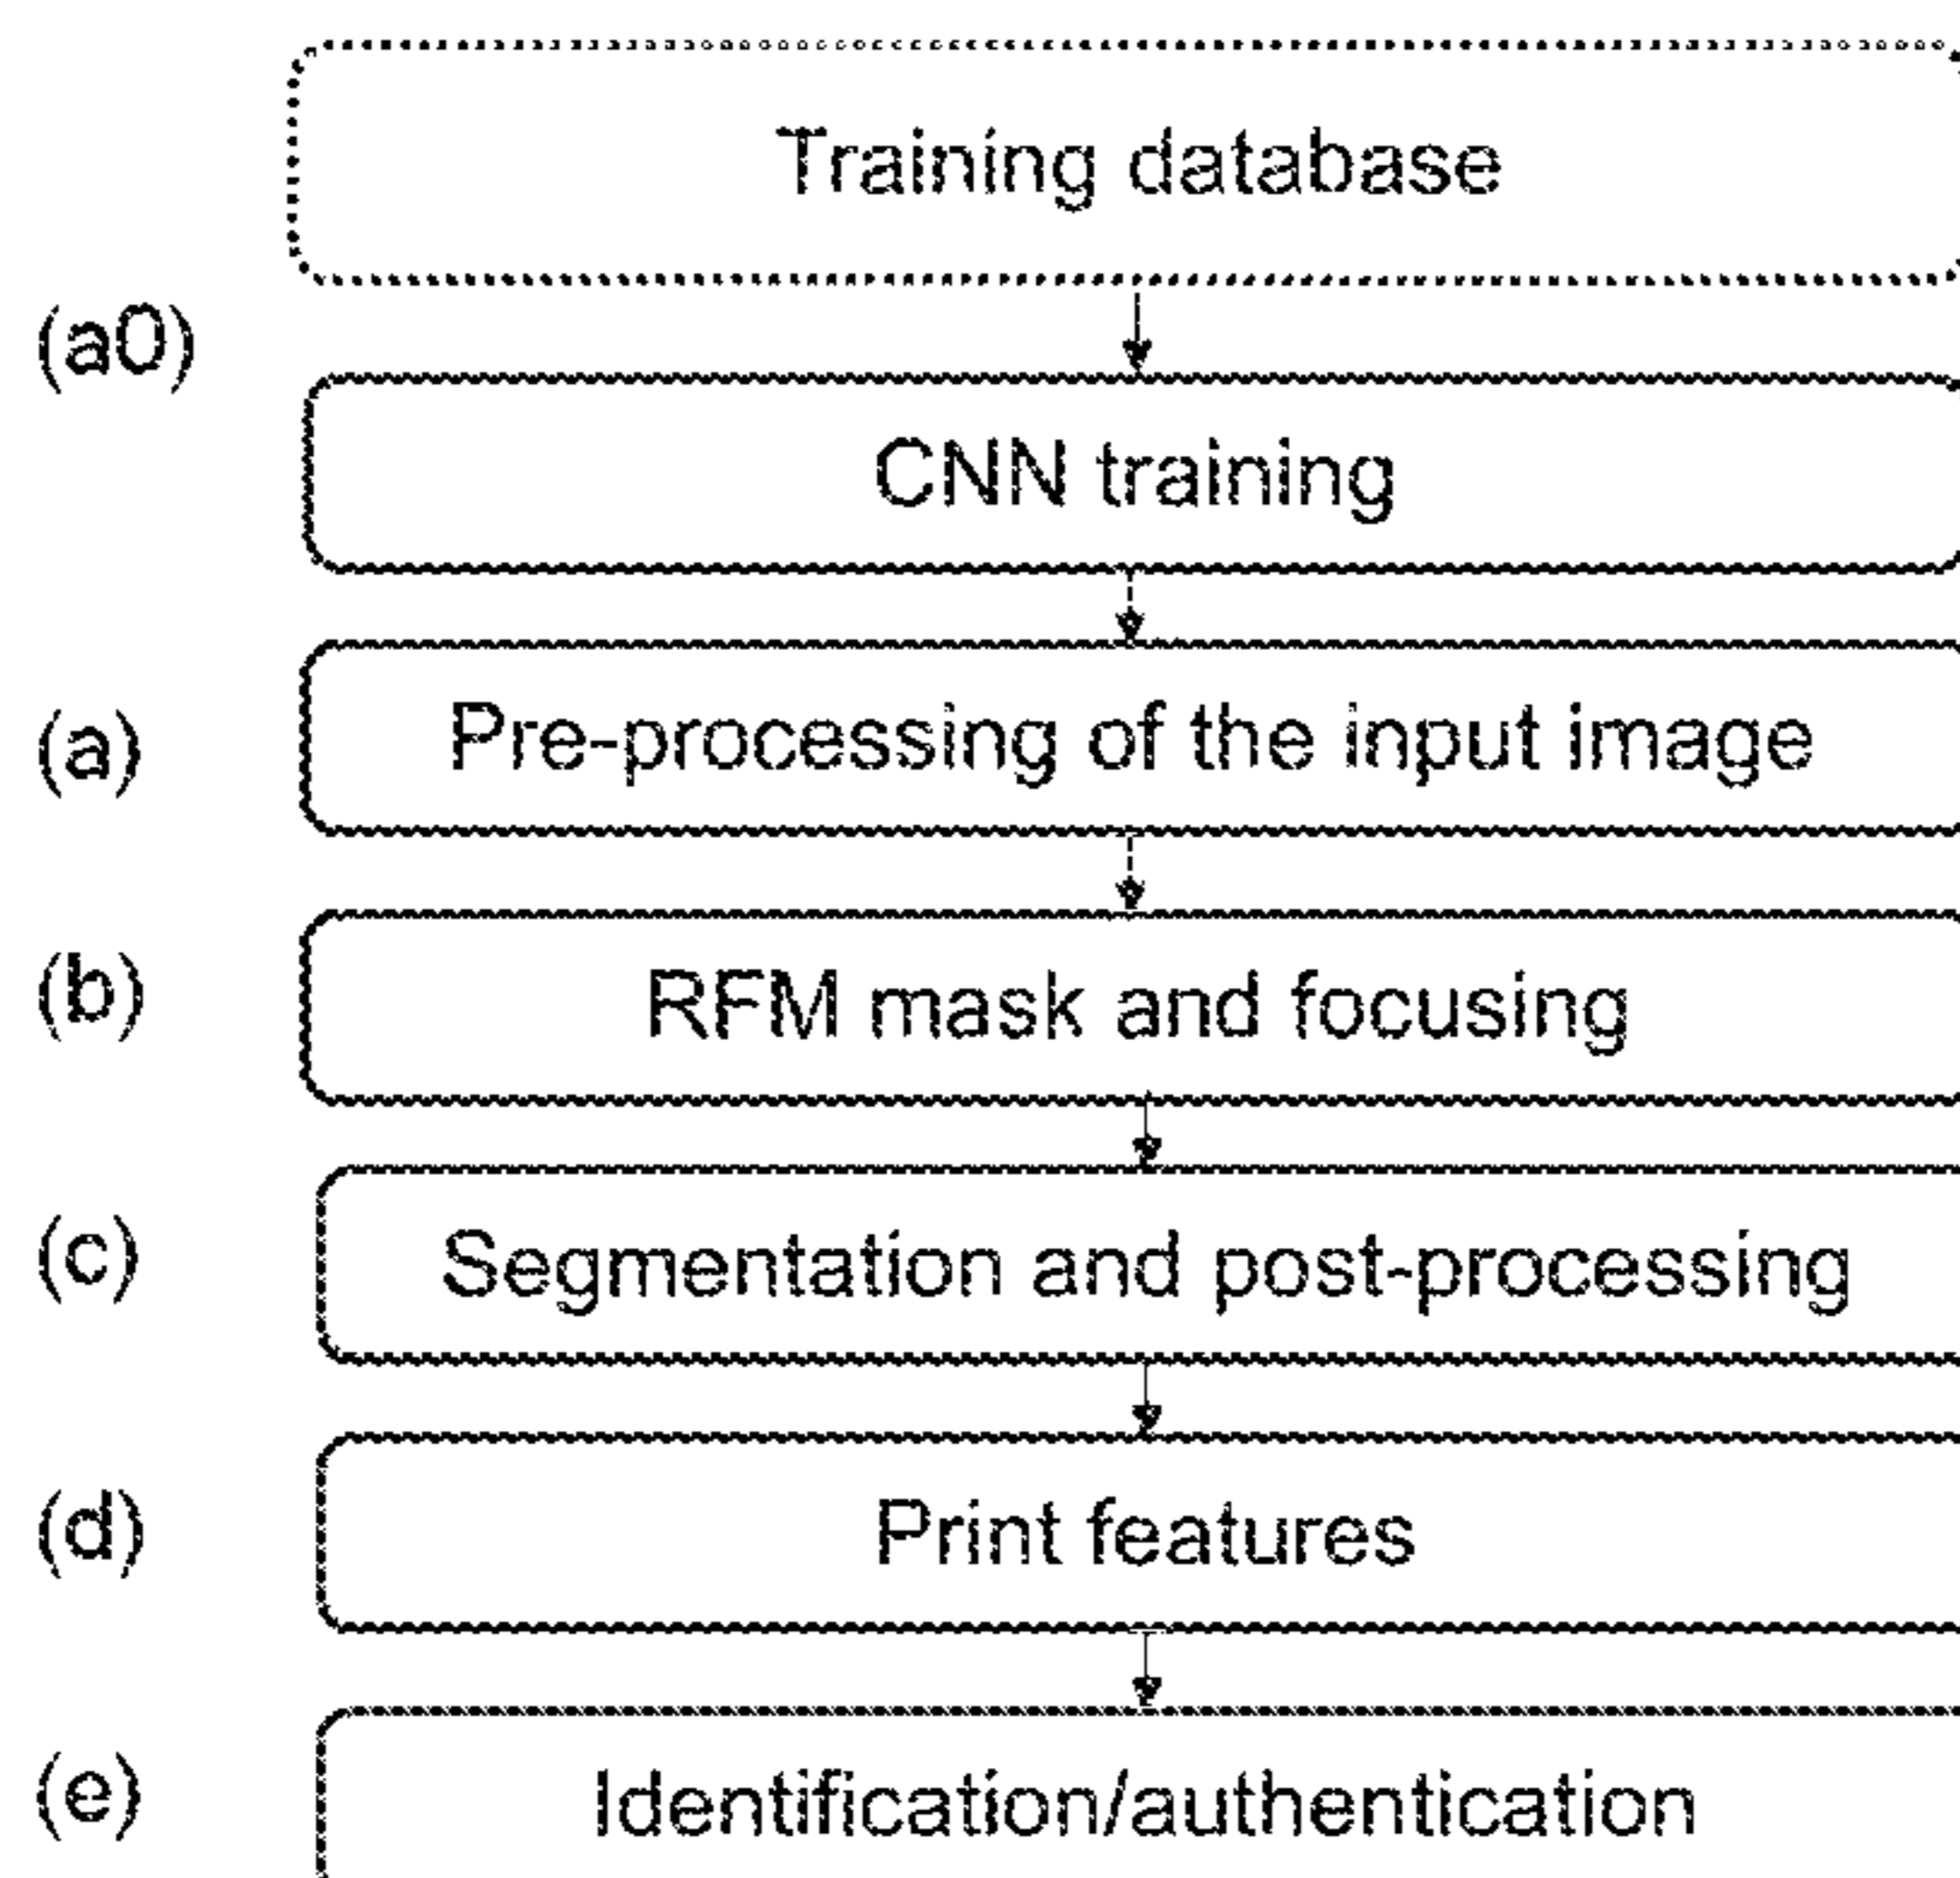 Training database
(a0)
CNN training
(a) Pre-processing of the input image
(b) RFM mask and focusing
(c) Segmentation and post-processing
(d) Print features
(e) Identification/authentication